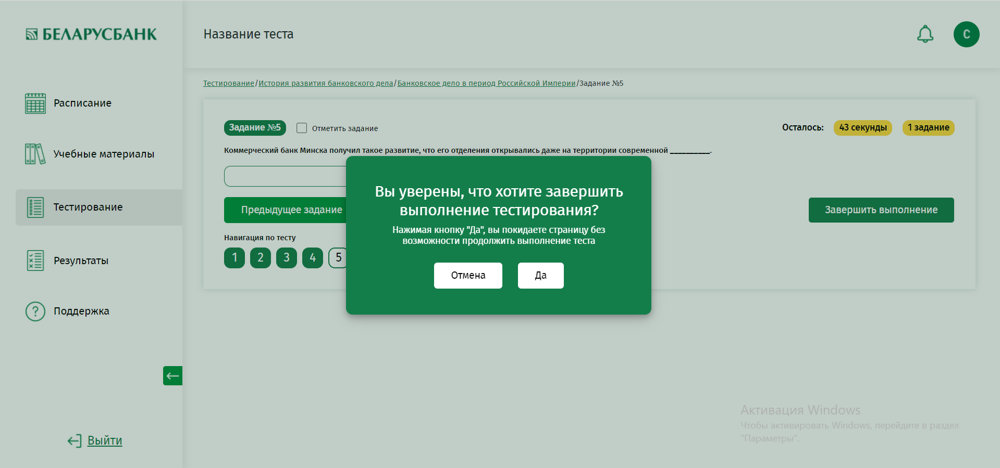 БЕЛАРУСБАНК
Название теста
С
Тестирование/История развития банковского дела/Банковское дело в период Российской Империи/Задание №5
Расписание
Учебные материалы
Тестирование
Результаты
?
Поддержка
Выйти
Задание №5
Отметить задание
Осталось:
43 секунды
1 задание
Коммерческий банк Минска получил такое развитие, что его отделения открывались даже на территории современной __________.
Предыдущее задание
Завершить выполнение
Навигация по тесту
1 2 3 4 5
Вы уверены, что хотите завершить
выполнение тестирования?
Нажимая кнопку "Да", вы покидаете страницу без
возможности продолжить выполнение теста
Отмена
Да
Активация Windows
Чтобы активировать Windows, перейдите в раздел
"Параметры".